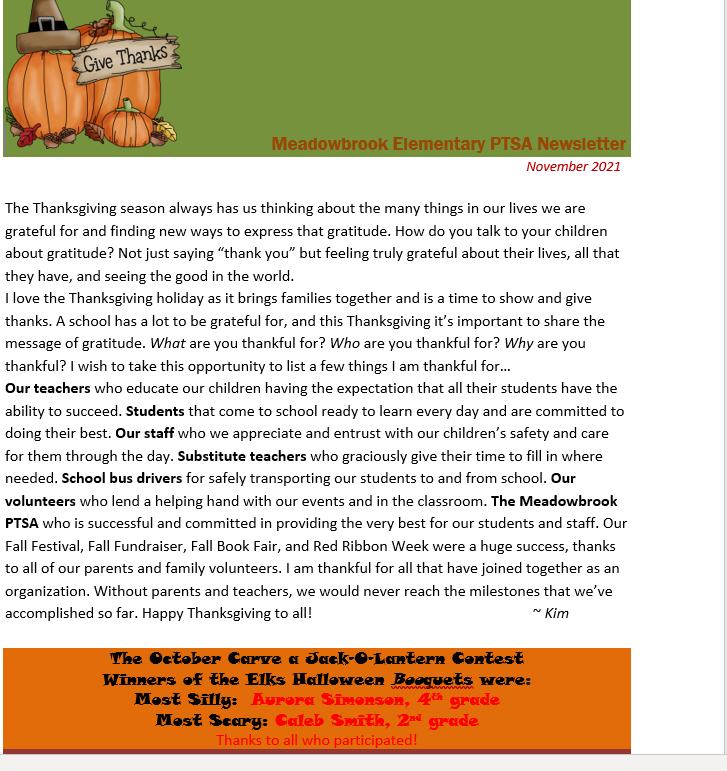 Give Thanks
Meadowbrook Elementary PTSA Newsletter
November 2021
The Thanksgiving season always has us thinking about the many things in our lives we are
grateful for and finding new ways to express that gratitude. How do you talk to your children
about gratitude? Not just saying “thank you” but feeling truly grateful about their lives, all that
they have, and seeing the good in the world.
I love the Thanksgiving holiday as it brings families together and is a time to show and give
thanks. A school has a lot to be grateful for, and this Thanksgiving it’s important to share the
message of gratitude. What are you thankful for? Who are you thankful for? Why are you
thankful? I wish to take this opportunity to list a few things I am thankful for…
Our teachers who educate our children having the expectation that all their students have the
ability to succeed. Students that come to school ready to learn every day and are committed to
doing their best. Our staff who we appreciate and entrust with our children’s safety and care
for them through the day. Substitute teachers who graciously give their time to fill in where
needed. School bus drivers for safely transporting our students to and from school. Our
volunteers who lend a helping hand with our events and in the classroom. The Meadowbrook
PTSA who is successful and committed in providing the very best for our students and staff. Our
Fall Festival, Fall Fundraiser, Fall Book Fair, and Red Ribbon Week were a huge success, thanks
to all of our parents and family volunteers. I am thankful for all that have joined together as an
organization. Without parents and teachers, we would never reach the milestones that we’ve
accomplished so far. Happy Thanksgiving to all! ~ Kim
The October Carve a Jack-O-Lantern Contest
Winners of the Elks Halloween Booquets were:
Most Silly: Aurora Simonson, 4th grade
Most Scary: Caleb Smith, 2nd grade
Thanks to all who participated!